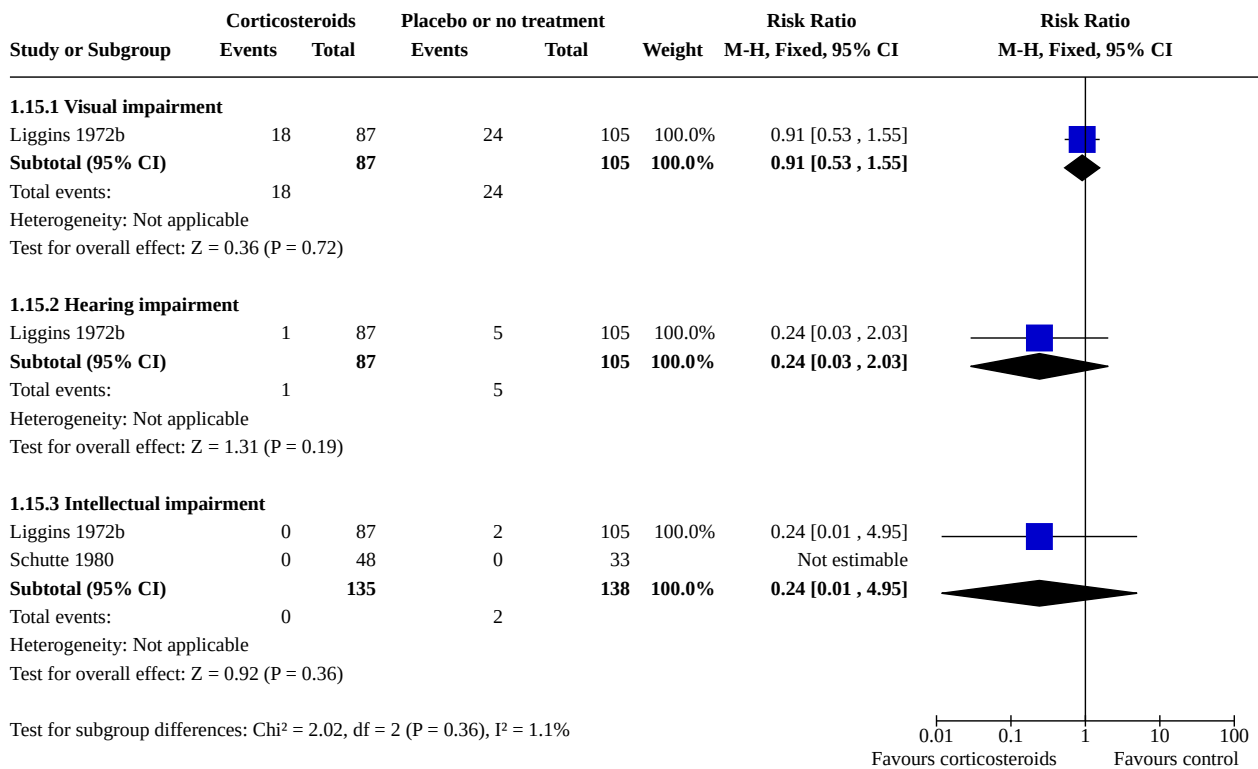 Corticosteroids Placebo or no treatment Risk Ratio Risk Ratio
Study or Subgroup Events Total Events Total Weight M-H, Fixed, 95% CI M-H, Fixed, 95% CI
1.15.1 Visual impairment
Liggins 1972b 18 87 24 105 100.0% 0.91 [0.53 , 1.55]
Subtotal (95% CI) 87 105 100.0% 0.91 [0.53 , 1.55]
Total events: 18 24
Heterogeneity: Not applicable
Test for overall effect: Z = 0.36 (P = 0.72)
1.15.2 Hearing impairment
Liggins 1972b 1 87 5 105 100.0% 0.24 [0.03 , 2.03]
Subtotal (95% CI) 87 105 100.0% 0.24 [0.03 , 2.03]
Total events: 1 5
Heterogeneity: Not applicable
Test for overall effect: Z = 1.31 (P = 0.19)
1.15.3 Intellectual impairment
Liggins 1972b 0 87 2 105 100.0% 0.24 [0.01 , 4.95]
Schutte 1980 0 48 0 33 Not estimable
Subtotal (95% CI) 135 138 100.0% 0.24 [0.01 , 4.95]
Total events: 0 2
Heterogeneity: Not applicable
Test for overall effect: Z = 0.92 (P = 0.36)
Test for subgroup differences: Chi² = 2.02, df = 2 (P = 0.36), I² = 1.1%
0.01 0.1 1 10 100
Favours corticosteroids Favours control